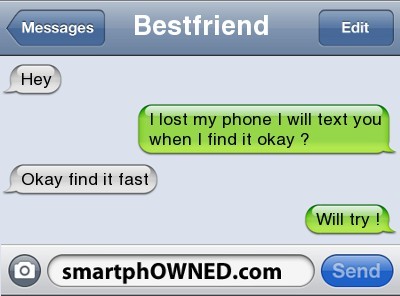 Messages
Bestfriend
Edit
Hey
I lost my phone I will text you
when I find it okay ?
Okay find it fast
Will try !
smartphOWNED.com
Send